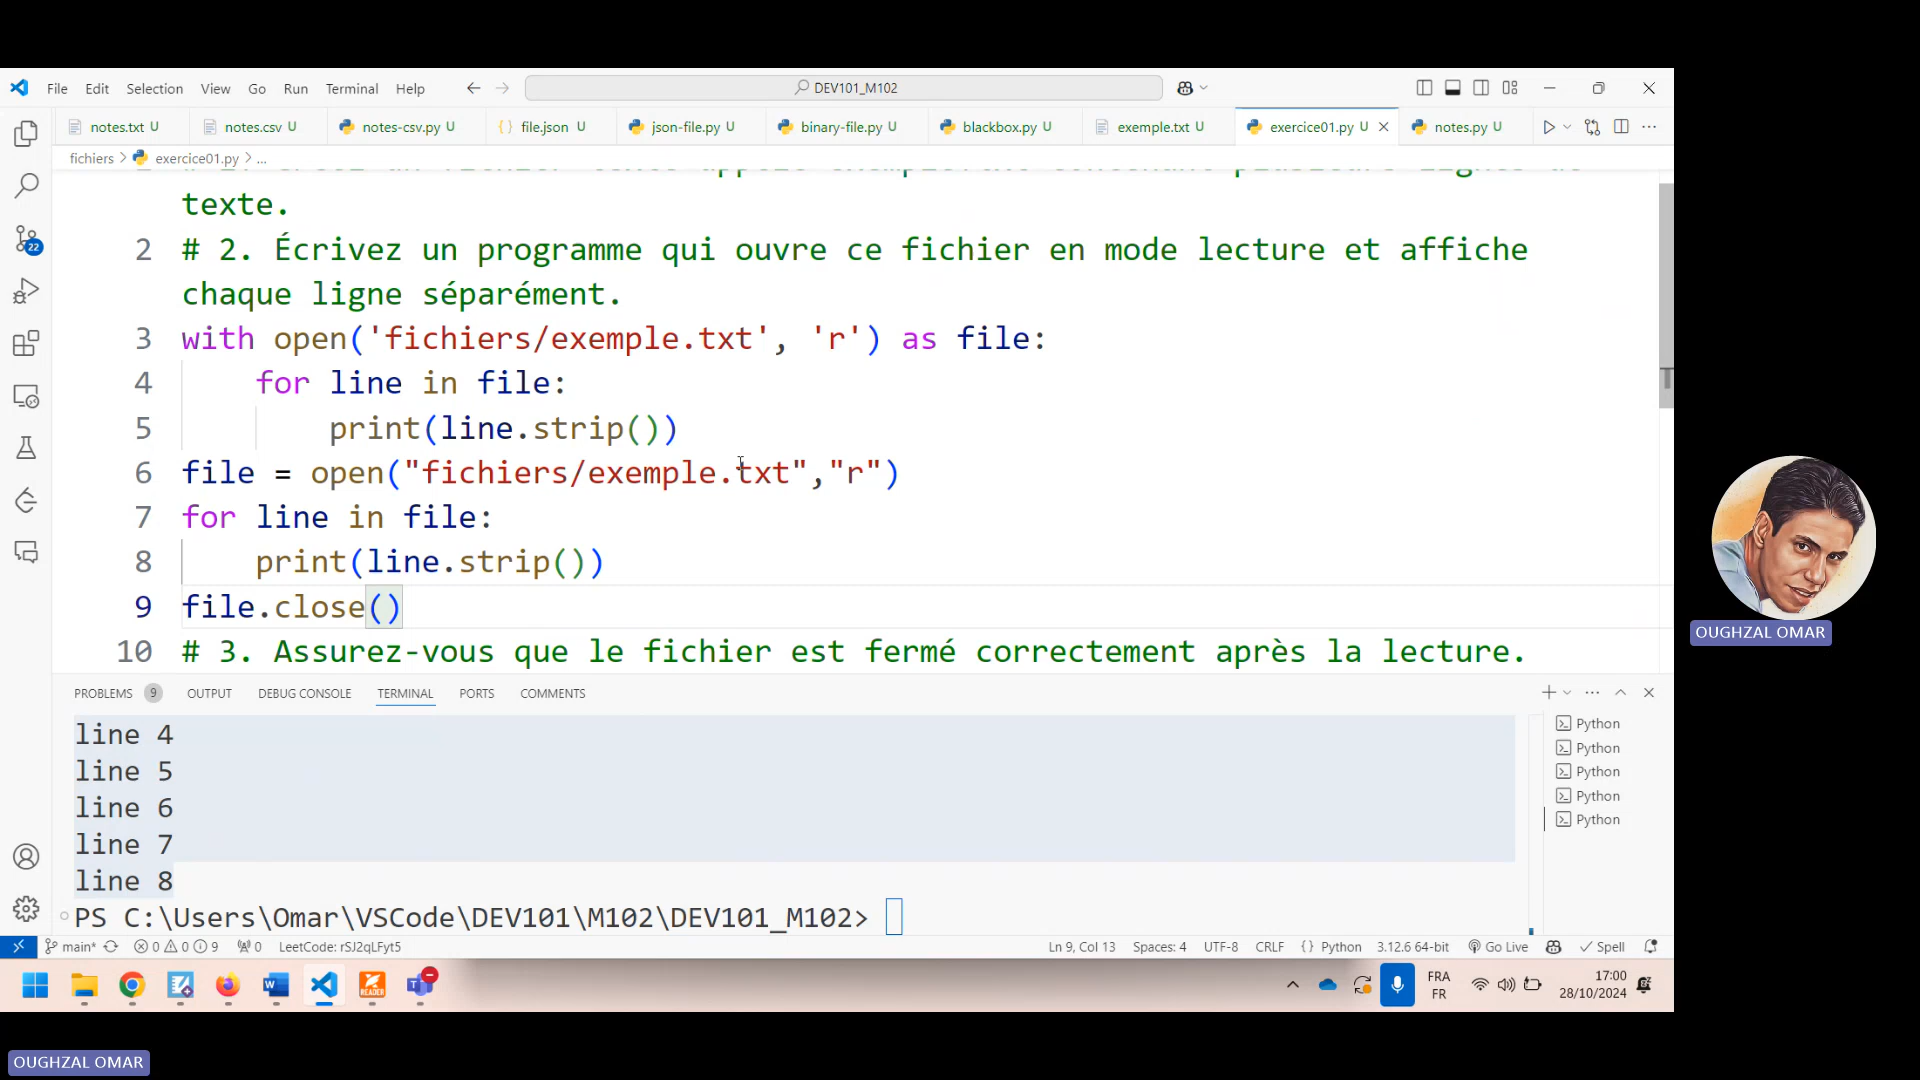 File Edit Selection View Go Run Terminal Help DEV101_M102
notes.txt U notes.csv U notes-csv.py U {} file.json U json-file.py U binary-file.py U blackbox.py U exemple.txt U exercice01.py U notes.py U
fichiers > exercice01.py > ...
texte.
2 # 2. Écrivez un programme qui ouvre ce fichier en mode lecture et affiche
chaque ligne séparément.
3 with open('fichiers/exemple.txt', 'r') as file:
4 for line in file:
5 print(line.strip())
6 file = open("fichiers/exemple.txt","r")
7 for line in file:
8 print(line.strip())
9 file.close()
10 # 3. Assurez-vous que le fichier est fermé correctement après la lecture.
OUGHZAL OMAR
PROBLEMS 9 OUTPUT DEBUG CONSOLE TERMINAL PORTS COMMENTS
line 4
line 5
line 6
line 7
line 8
PS C:\Users\Omar\VSCode\DEV101\M102\DEV101_M102>
Python
Python
Python
Python
Python
22
main* 0 0 9 0 LeetCode: rSJ2qLFyt5 Ln 9, Col 13 Spaces: 4 UTF-8 CRLF {} Python 3.12.6 64-bit Go Live Spell
READER
FRA
FR
17:00
28/10/2024
OUGHZAL OMAR